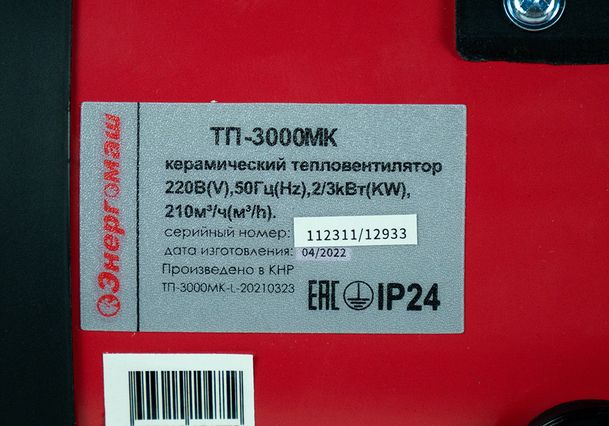 Энергомаш
ТП-3000МК
керамический тепловентилятор
220В(V),50Гц(Hz),2/3кВт(KW),
210м³/ч(м³/h).
серийный номер: 112311/12933
дата изготовления: 04/2022
Произведено в КНР
ТП-3000МК-L-20210323
EAC IP24